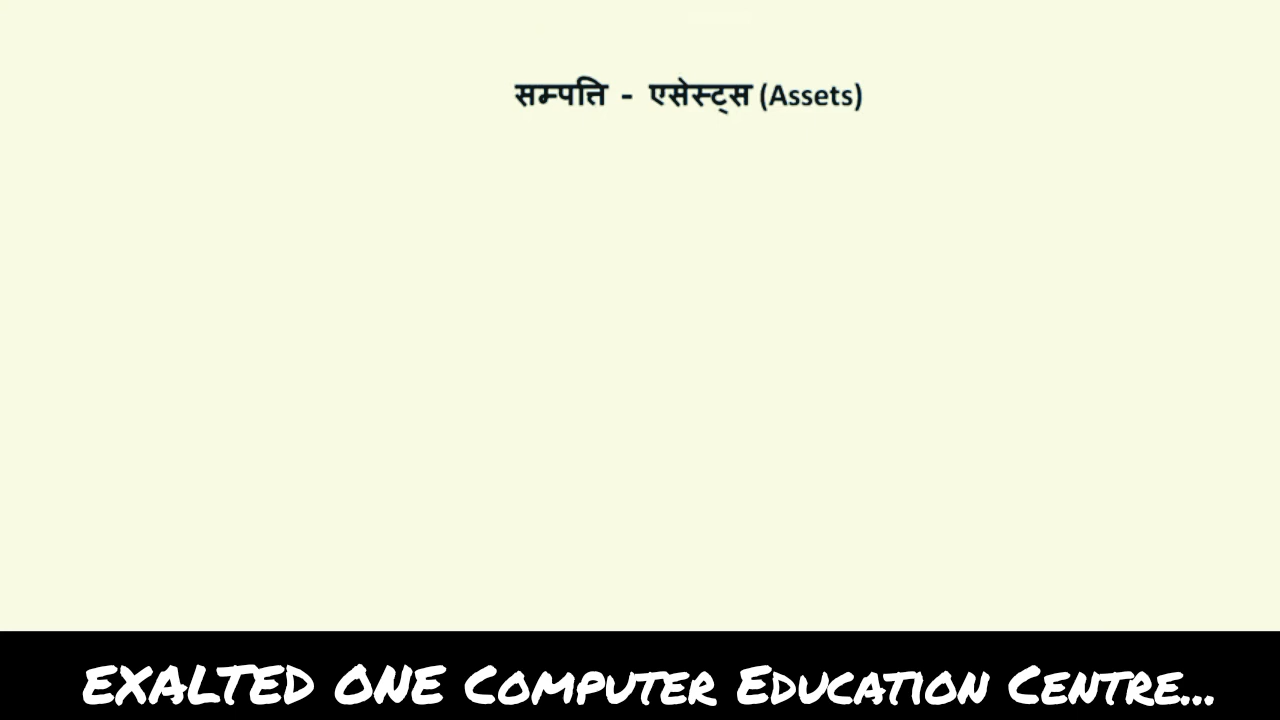 सम्पत्ति - एसेस्ट्स (Assets)
EXALTED ONE COMPUTER EDUCATION CENTRE...